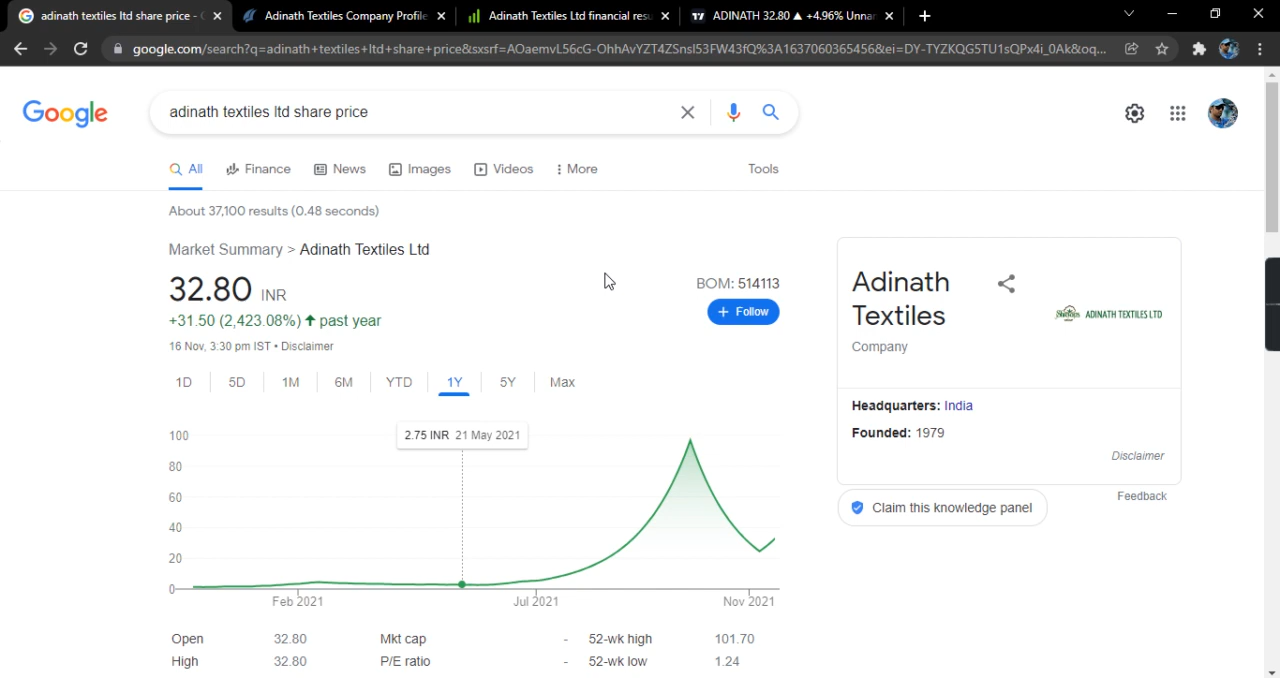 adinath textiles ltd share price - G
Adinath Textiles Company Profile
Adinath Textiles Ltd financial resu
ADINATH 32.80 ▲ +4.96% Unnar
google.com/search?q=adinath+textiles+ltd+share+price&sxsrf=AOaemvL56cG-OhhAvYZT4ZSnsl53FW43fQ%3A1637060365456&ei=DY-TYZKQG5TU1sQPx4i_0Ak&oq...
Google
adinath textiles ltd share price
All
Finance
News
Images
Videos
More
Tools
About 37,100 results (0.48 seconds)
Market Summary > Adinath Textiles Ltd
32.80 INR
BOM: 514113
+ Follow
+31.50 (2,423.08%) ↑ past year
16 Nov, 3:30 pm IST • Disclaimer
1D
5D
1M
6M
YTD
1Y
5Y
Max
2.75 INR 21 May 2021
100
80
60
40
20
0
Feb 2021
Jul 2021
Nov 2021
Open 32.80 Mkt cap - 52-wk high 101.70
High 32.80 P/E ratio - 52-wk low 1.24
Adinath
Textiles
Company
ADINATH TEXTILES LTD
Headquarters: India
Founded: 1979
Disclaimer
Feedback
Claim this knowledge panel